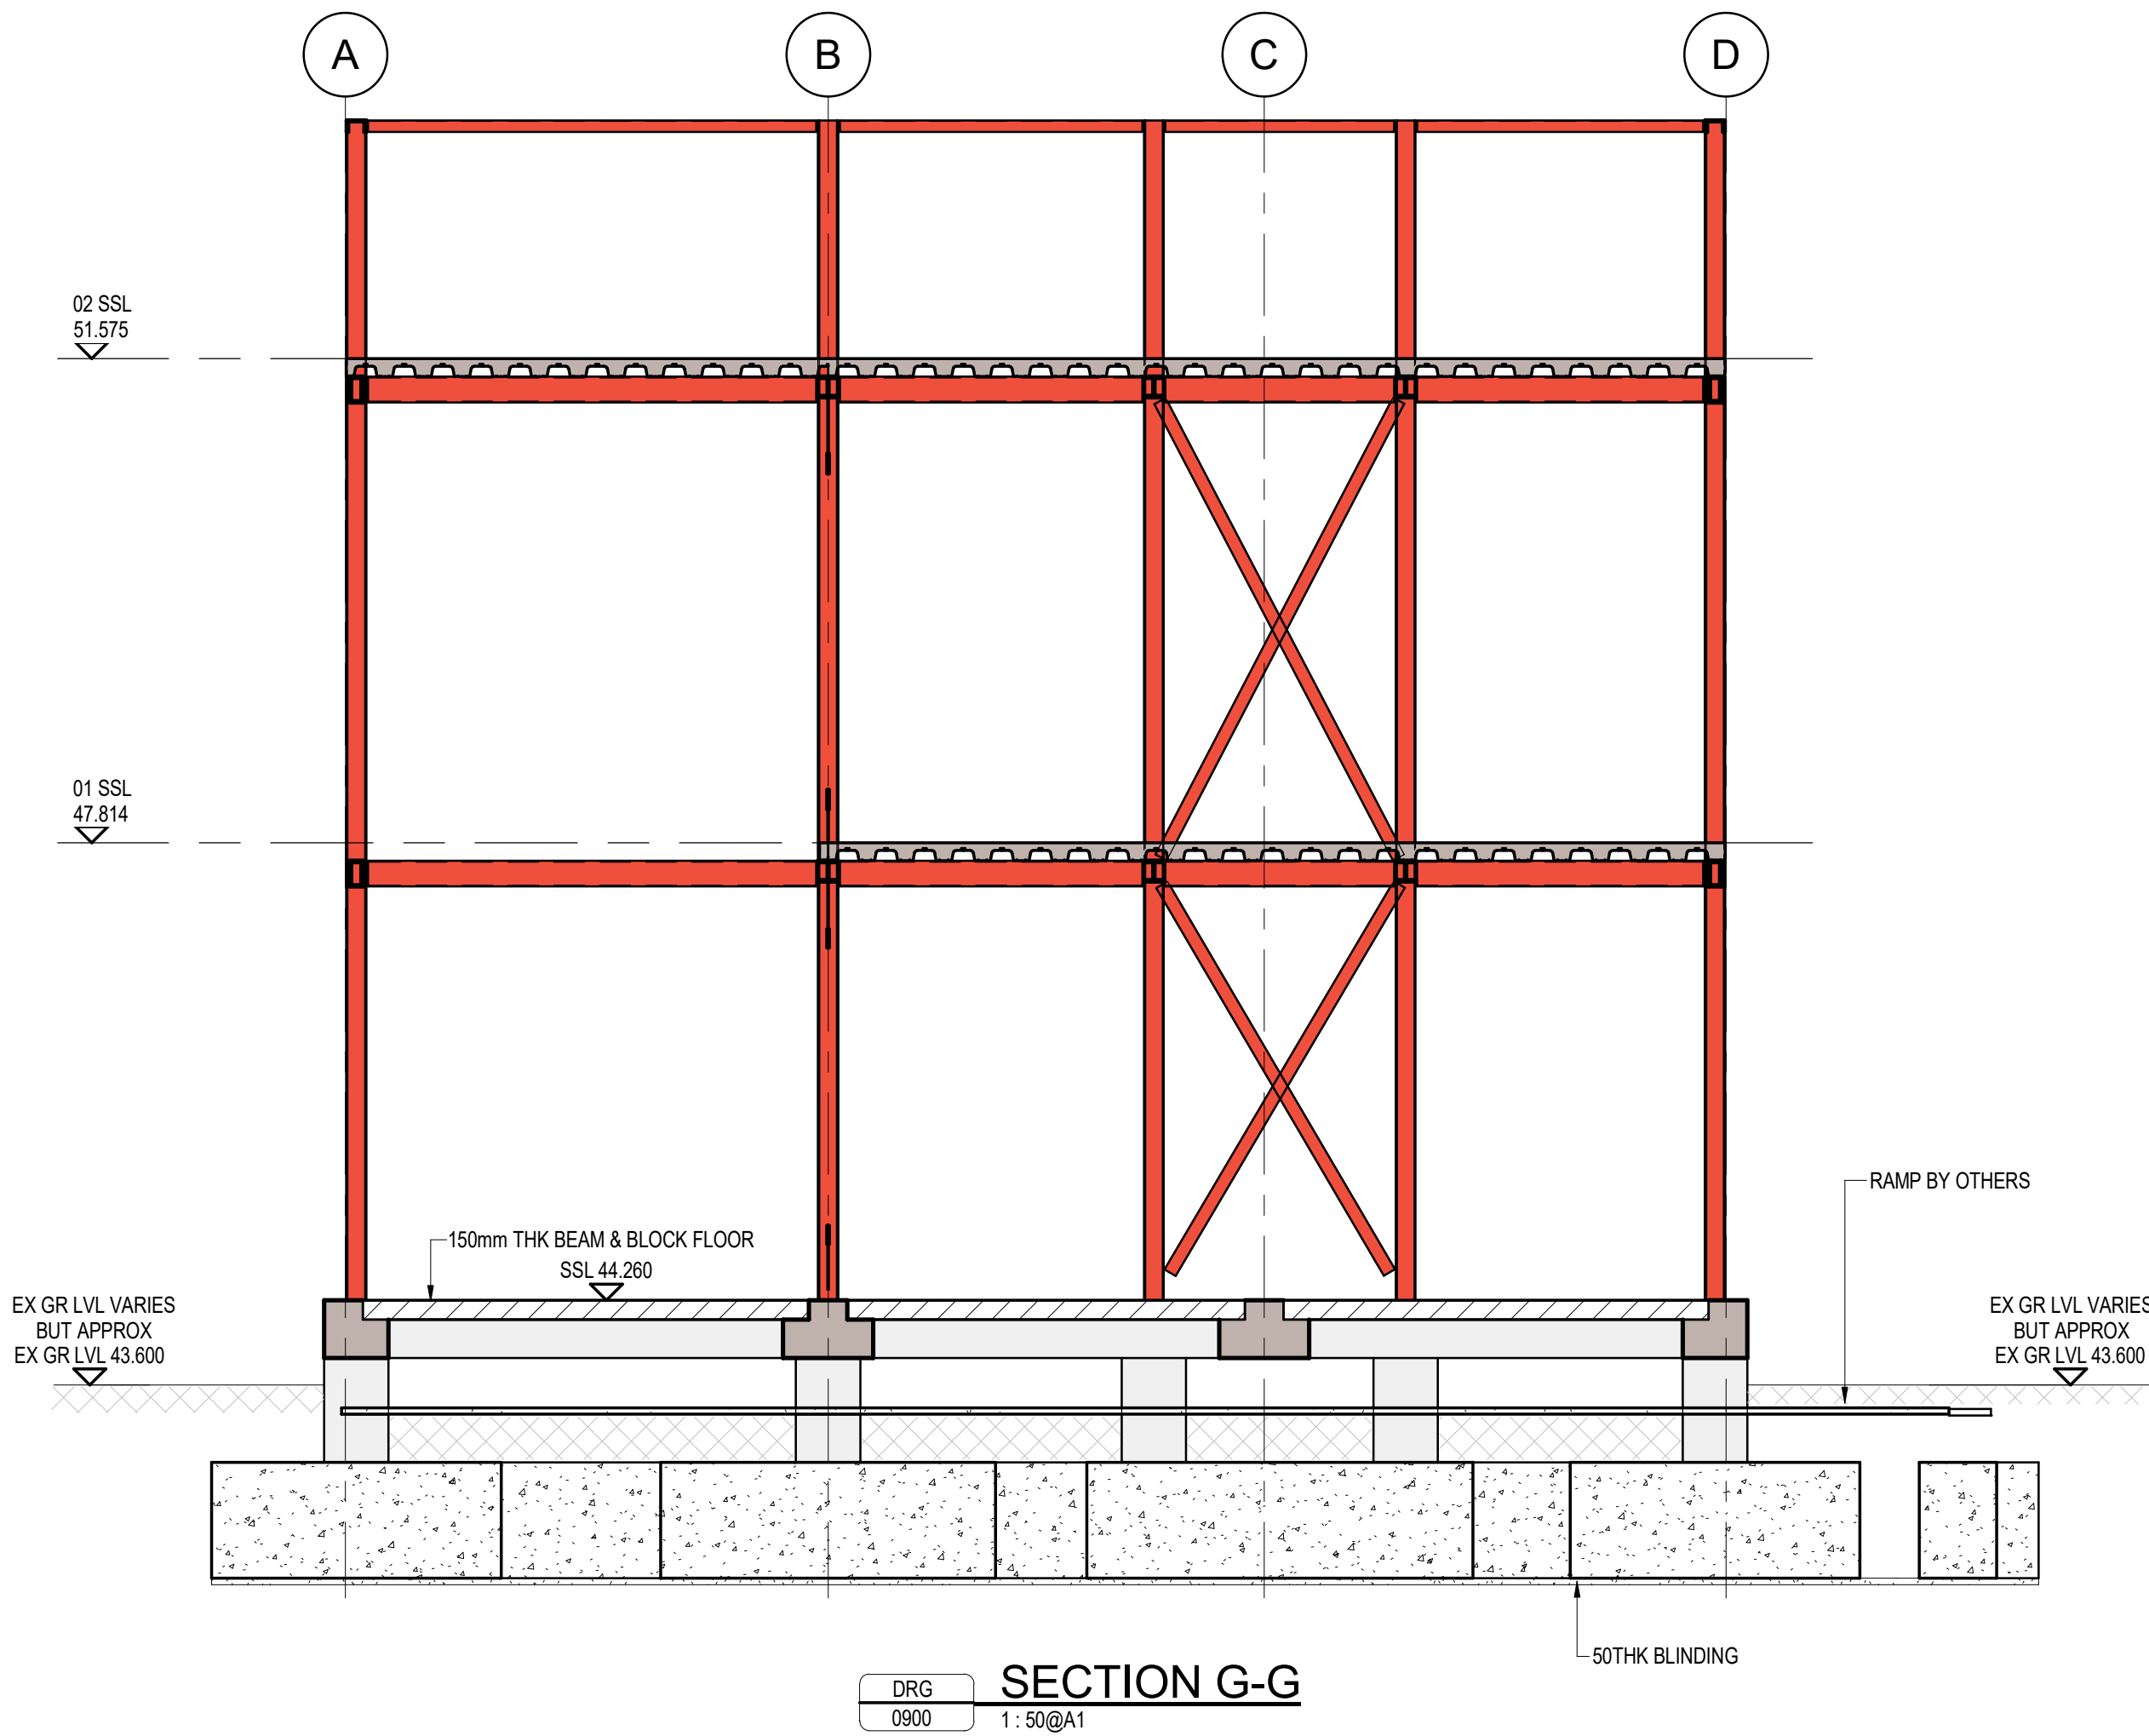 A
B
C
D
02 SSL
51.575
01 SSL
47.814
RAMP BY OTHERS
150mm THK BEAM & BLOCK FLOOR
SSL 44.260
EX GR LVL VARIES
BUT APPROX
EX GR LVL 43.600
EX GR LVL VARIES
BUT APPROX
EX GR LVL 43.600
50THK BLINDING
DRG
0900
SECTION G-G
1 : 50@A1